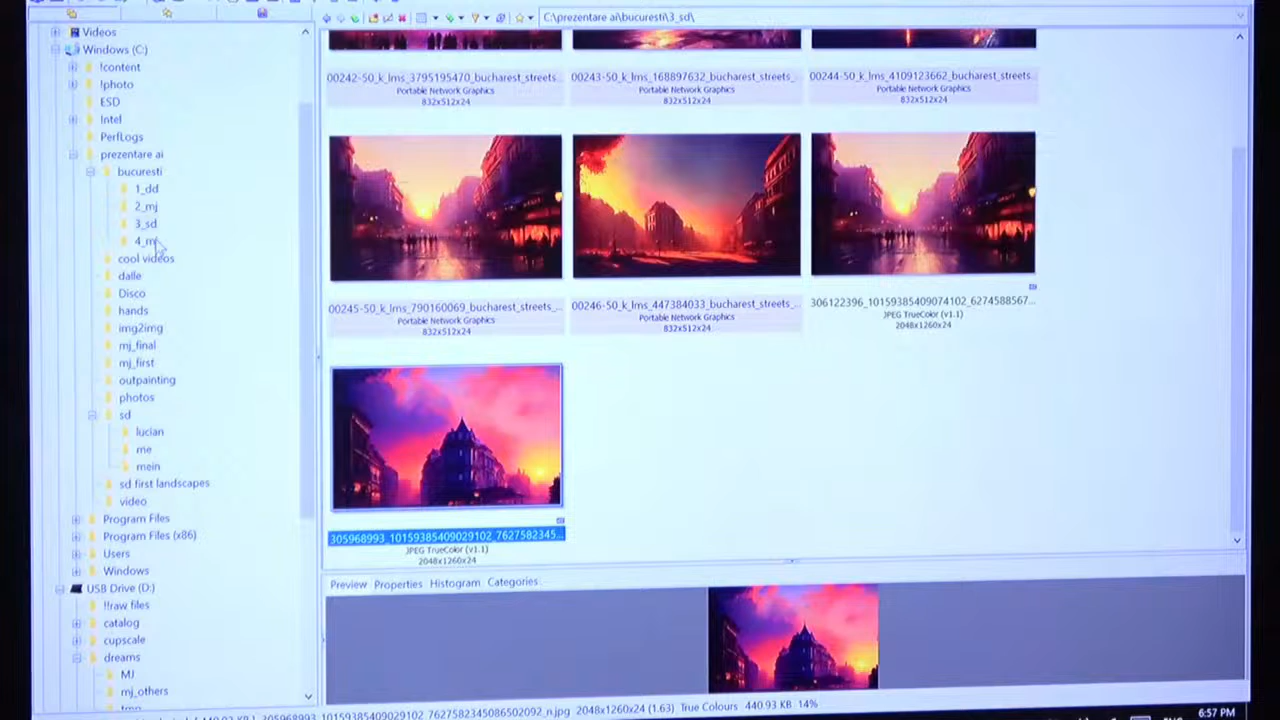 C:\prezentare ai\bucuresti\3_sd\
Videos
Windows (C:)
!content
!photo
ESD
Intel
PerfLogs
prezentare ai
bucuresti
1_dd
2_mj
3_sd
4_mj
cool videos
dalle
Disco
hands
img2img
mj_final
mj_first
outpainting
photos
sd
lucian
me
mein
sd first landscapes
video
Program Files
Program Files (x86)
Users
Windows
USB Drive (D:)
!!raw files
catalog
cupscale
dreams
MJ
mj_others
tmp
00242-50_k_lms_3795195470_bucharest_streets_...
Portable Network Graphics
832x512x24
00243-50_k_lms_168897632_bucharest_streets_...
Portable Network Graphics
832x512x24
00244-50_k_lms_4109123662_bucharest_streets...
Portable Network Graphics
832x512x24
00245-50_k_lms_790160069_bucharest_streets_...
Portable Network Graphics
832x512x24
00246-50_k_lms_447384033_bucharest_streets_...
Portable Network Graphics
832x512x24
306122396_10159385409074102_6274588567...
JPEG TrueColor (v1.1)
2048x1260x24
305968993_10159385409029102_7627582345...
JPEG TrueColor (v1.1)
2048x1260x24
Preview Properties Histogram Categories
10159385409029102_7627582345086502092_n.jpg 2048x1260x24 (1.63) True Colours 440.93 KB 14%
6:57 PM